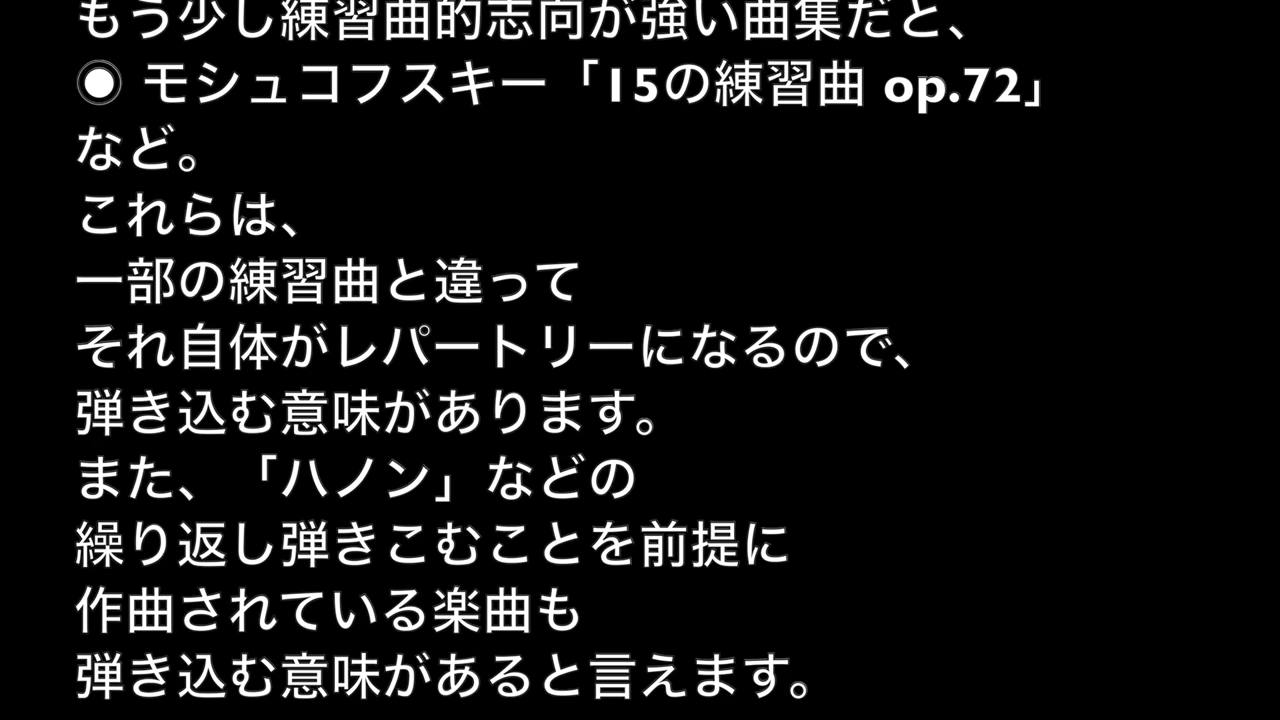 もう少し練習曲的志向が強い曲集だと、
◉ モシュコフスキー「15の練習曲 op.72」
など。
これらは、
一部の練習曲と違って
それ自体がレパートリーになるので、
弾き込む意味があります。
また、「ハノン」などの
繰り返し弾きこむことを前提に
作曲されている楽曲も
弾き込む意味があると言えます。